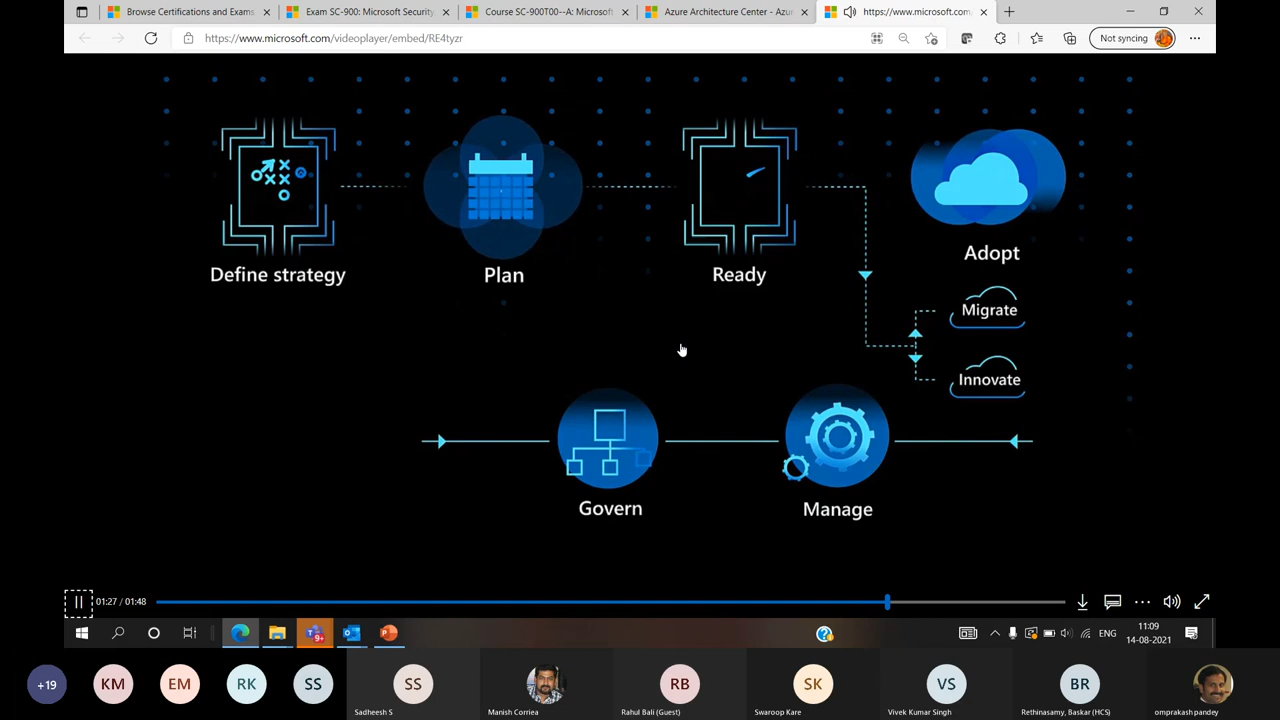 Browse Certifications and Exams
Exam SC-900: Microsoft Security,
Course SC-900T00--A: Microsoft
Azure Architecture Center - Azu
https://www.microsoft.com/video
https://www.microsoft.com/videoplayer/embed/RE4tyzr
Not syncing
Define strategy
Plan
Ready
Adopt
Migrate
Innovate
Govern
Manage
01:27 / 01:48
9+
ENG
11:09
14-08-2021
+19
KM
EM
RK
SS
SS
Sadheesh S
Manish Corriea
RB
Rahul Bali (Guest)
SK
Swaroop Kare
VS
Vivek Kumar Singh
BR
Rethinasamy, Baskar (HCS)
omprakash pandey